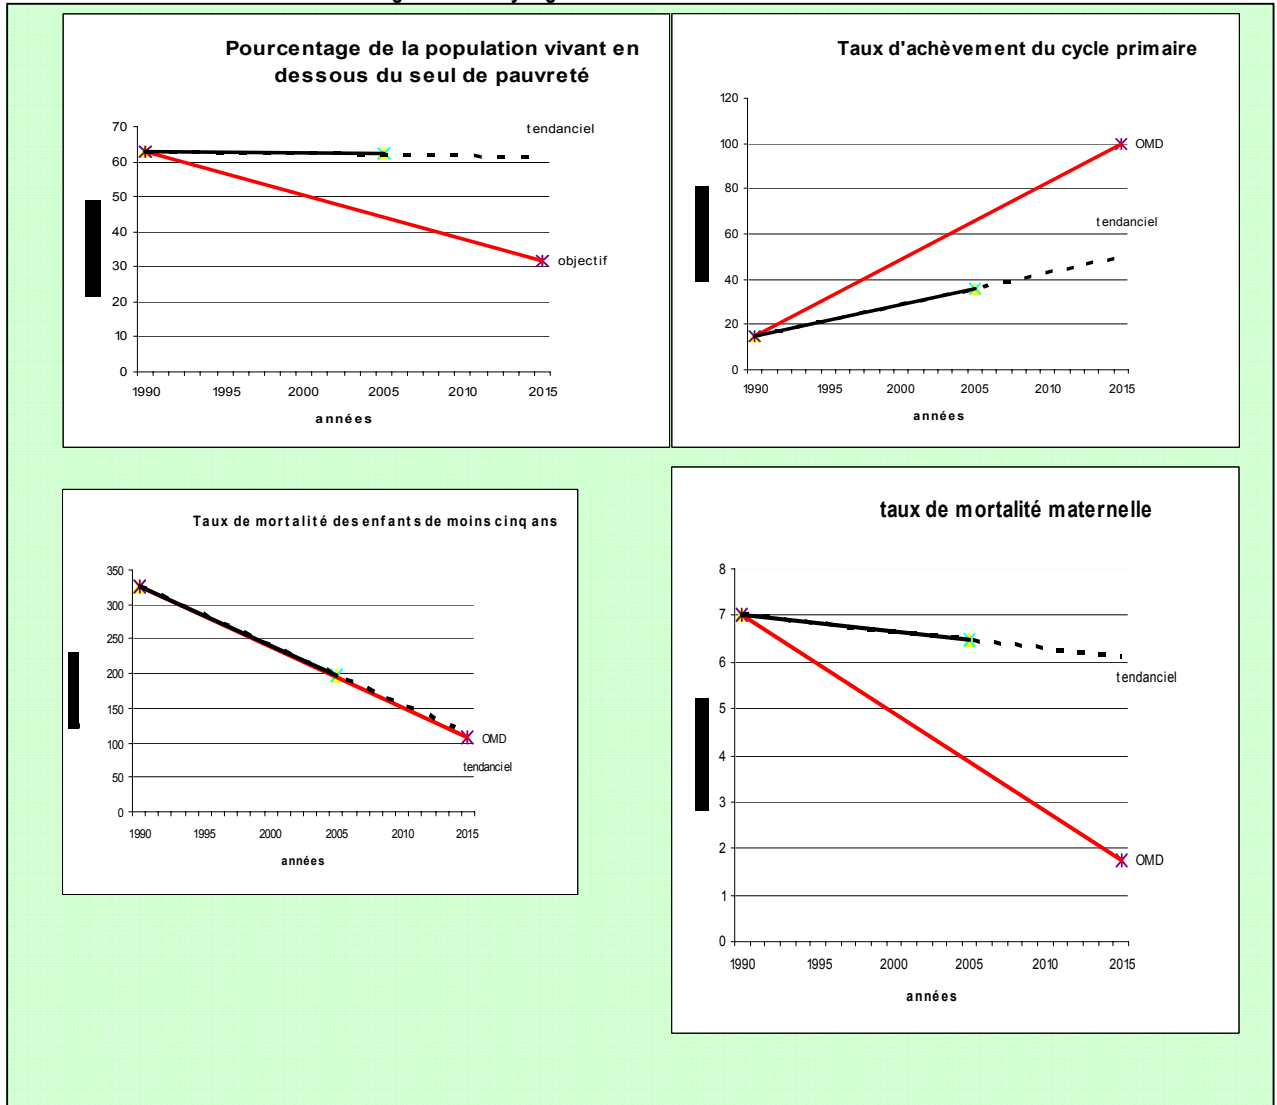 Pourcentage de la population vivant en
dessous du seul de pauvreté
70
60
50
40
30
20
10
0
tendanciel
objectif
1990 1995 2000 2005 2010 2015
années
Taux d'achèvement du cycle primaire
120
100
80
60
40
20
0
OMD
tendanciel
1990 1995 2000 2005 2010 2015
années
Taux de mortalité des enfants de moins cinq ans
350
300
250
200
150
100
50
0
OMD
tendanciel
1990 1995 2000 2005 2010 2015
années
taux de mortalité maternelle
8
7
6
5
4
3
2
1
0
tendanciel
OMD
1990 1995 2000 2005 2010 2015
années